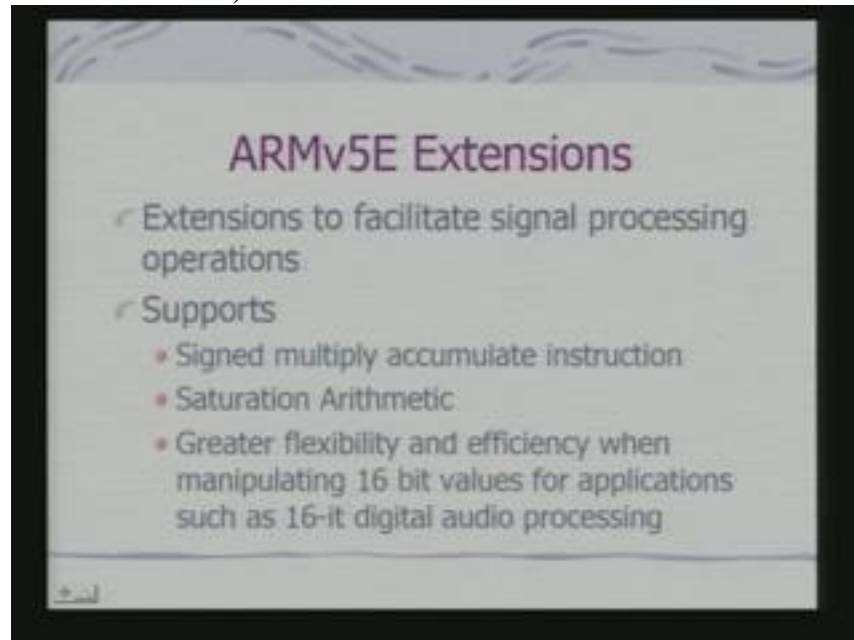 ARMv5E Extensions
Extensions to facilitate signal processing
operations
Supports
Signed multiply accumulate instruction
Saturation Arithmetic
Greater flexibility and efficiency when
manipulating 16 bit values for applications
such as 16-it digital audio processing